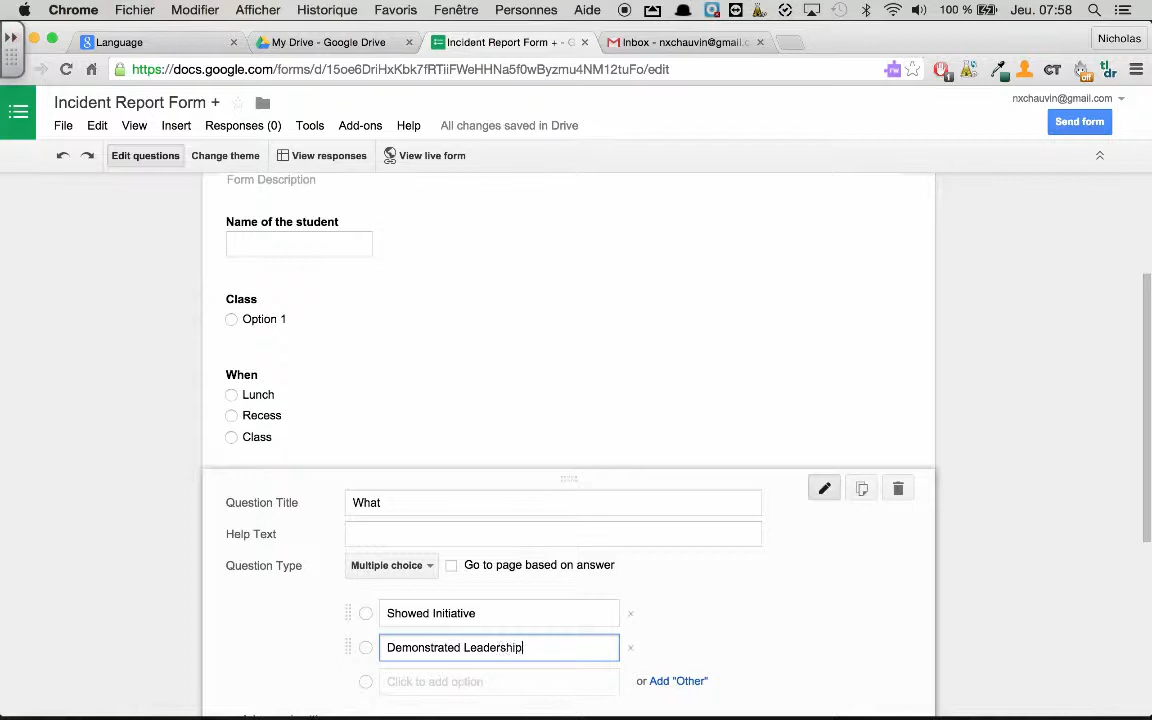 Chrome Fichier Modifier Afficher Historique Favoris Fenêtre Personnes Aide 100 % Jeu. 07:58
Language My Drive - Google Drive Incident Report Form + - G Inbox - nxchauvin@gmail.c Nicholas
https://docs.google.com/forms/d/15oe6DriHxKbk7fRTiiFWeHHNa5f0wByzmu4NM12tuFo/edit
Incident Report Form + nxchauvin@gmail.com
File Edit View Insert Responses (0) Tools Add-ons Help All changes saved in Drive Send form
Edit questions Change theme View responses View live form
Form Description
Name of the student
Class
Option 1
When
Lunch
Recess
Class
Question Title What
Help Text
Question Type Multiple choice Go to page based on answer
Showed Initiative
Demonstrated Leadership
Click to add option or Add "Other"